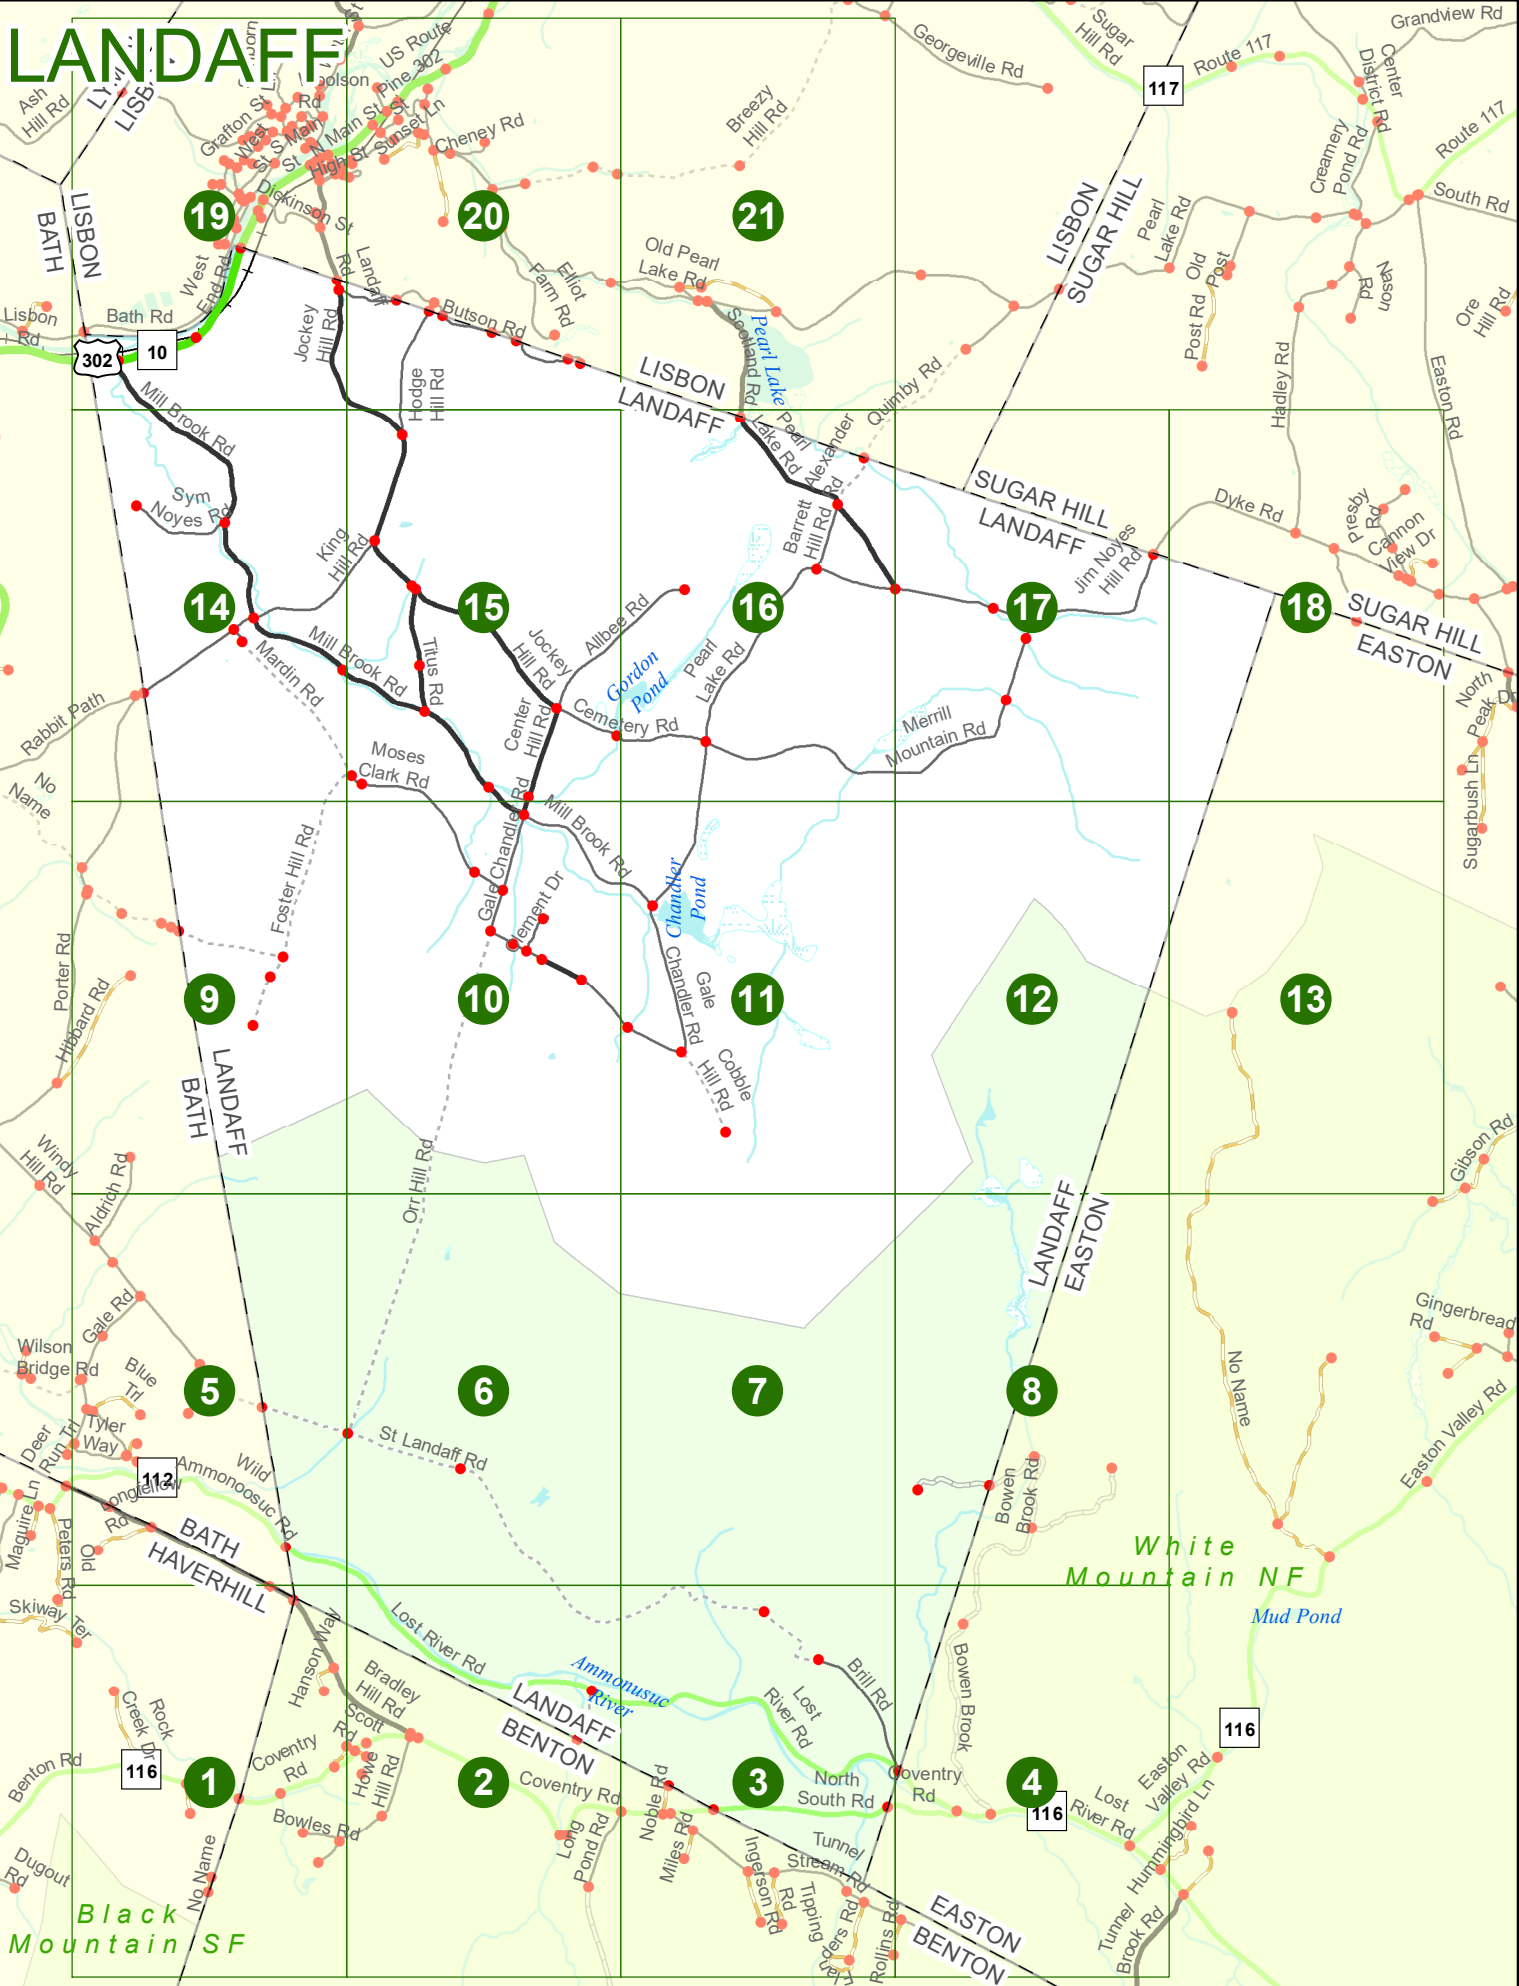 LANDAFF
Ash
Hill Rd
LISBON
Grafton St
West
St
S Main
St
N Main St
High St
Pine
St
US Route
302
Sunset Ln
Cheney Rd
Dickinson St
Rd
Breezy
Hill Rd
Georgeville Rd
Sugar
Hill Rd
117
Route 117
Grandview Rd
Center
District Rd
Creamery
Pond Rd
Route 117
South Rd
LISBON
BATH
19
20
21
LISBON
SUGAR HILL
Pearl
Lake Rd
Old
Post
Post Rd
Nason
Rd
Ore
Hill Rd
West
End Rd
Landaff
Rd
Elliot
Farm Rd
Old Pearl
Lake Rd
Lisbon
Rd
Bath Rd
302
10
Jockey
Hill Rd
Butson Rd
Hodge
Hill Rd
Scotland Rd
Pearl Lake
LISBON
LANDAFF
Quimby Rd
Hadley Rd
Easton Rd
Mill Brook Rd
Pearl
Lake Rd
Alexander
Rd
Sym
Noyes Rd
SUGAR HILL
LANDAFF
Dyke Rd
Presby
Rd
Cannon
View Dr
King
Hill Rd
Barrett
Hill Rd
Jim Noyes
Hill Rd
14
15
16
17
18
SUGAR HILL
EASTON
Mardin Rd
Mill Brook Rd
Titus Rd
Jockey
Hill Rd
Allbee Rd
Gordon
Pond
Pearl
Lake Rd
Rabbit Path
Center
Hill Rd
Cemetery Rd
Merrill
Mountain Rd
North
Peak Dr
Sugarbush Ln
No
Name
Moses
Clark Rd
Gale Chandler Rd
Mill Brook Rd
Foster Hill Rd
Clement Dr
Chandler
Pond
Porter Rd
Hibbard Rd
9
10
11
12
13
Gale
Chandler Rd
Cobble
Hill Rd
LANDAFF
BATH
Windy
Hill Rd
Aldrich Rd
Orr Hill Rd
LANDAFF
EASTON
Gibson Rd
Gale Rd
Wilson
Bridge Rd
Blue
Trl
Gingerbread
Rd
5
6
7
8
No Name
Deer
Run Trl
Tyler
Way
St Landaff Rd
Easton Valley Rd
112
Wild
Ammonoosuc Rd
Longfellow
Rd
Maguire Ln
Peters Rd
Old
BATH
HAVERHILL
Bowen
Brook Rd
White
Mountain NF
Mud Pond
Skiway Ter
Hanson Way
Lost River Rd
Bradley
Hill Rd
Ammonusuc
River
Brill Rd
Lost
River Rd
Bowen Brook
Rock
Creek Dr
Scott
Rd
LANDAFF
BENTON
116
Benton Rd
116
1
2
3
4
Coventry
Rd
Howe
Hill Rd
Coventry Rd
Noble Rd
North
South Rd
Coventry
Rd
116
Lost
River Rd
Easton
Valley Rd
Hummingbird Ln
Bowles Rd
Long
Pond Rd
Miles Rd
Ingerson Rd
Rd
Tunnel
Stream Rd
Tipping
Rollins Rd
Dugout
Rd
No Name
Black
Mountain SF
EASTON
BENTON
Tunnel
Brook Rd